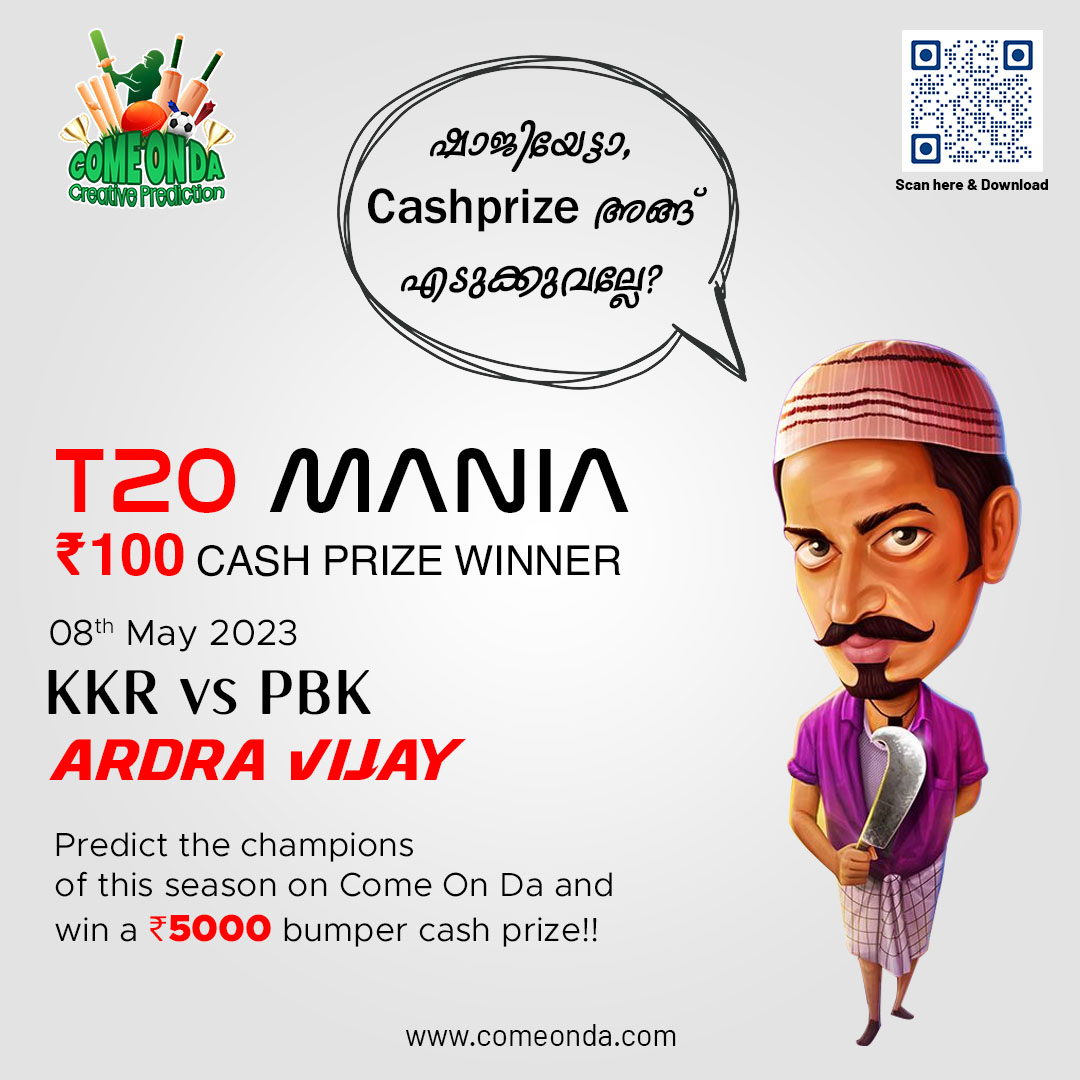 COME ON DA
Creative Prediction
ഷാജിയേട്ടാ,
Cashprize അങ്ങ്
എടുക്കുവല്ലേ?
Scan here & Download
T20 MANIA
₹100 CASH PRIZE WINNER
08th May 2023
KKR vs PBK
ARDRA VIJAY
Predict the champions
of this season on Come On Da and
win a ₹5000 bumper cash prize!!
www.comeonda.com